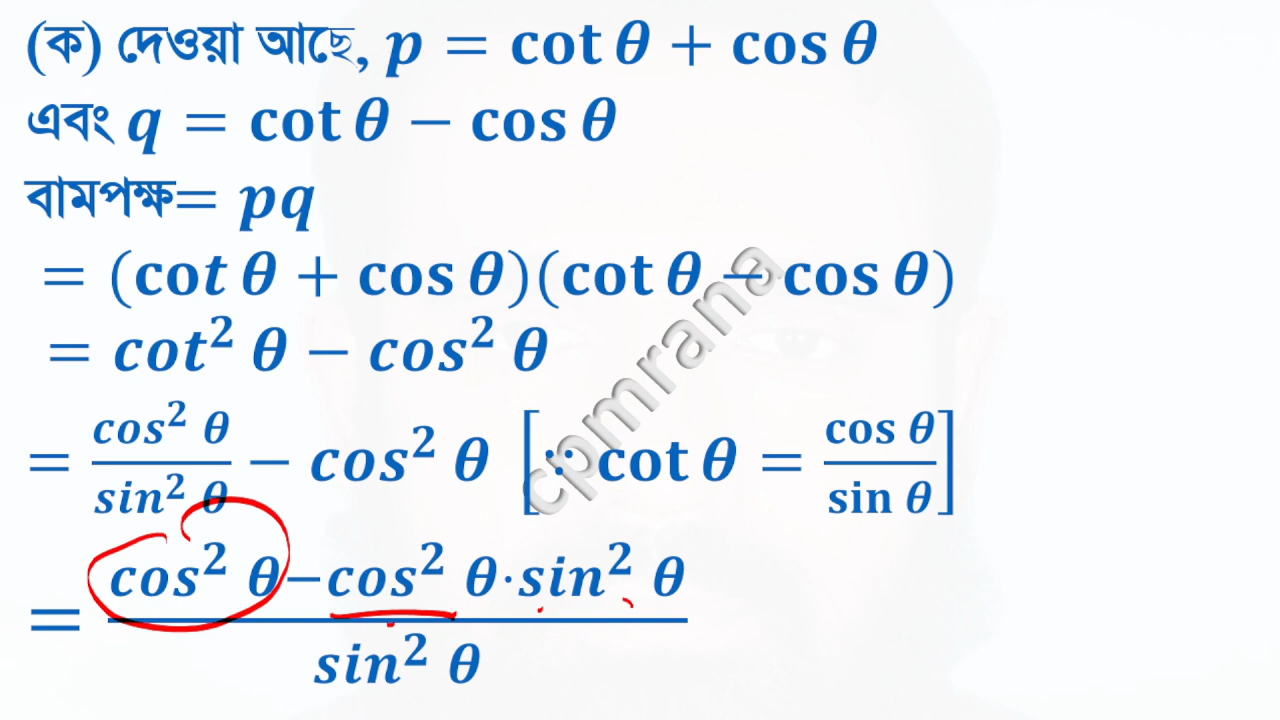 (ক) দেওয়া আছে, p = cot θ + cos θ
এবং q = cot θ − cos θ
বামপক্ষ= pq
= (cot θ + cos θ)(cot θ − cos θ)
= cot² θ − cos² θ
= cos² θ / sin² θ − cos² θ [∵ cot θ = cos θ / sin θ]
= cos² θ−cos² θ·sin² θ / sin² θ
cpmrana